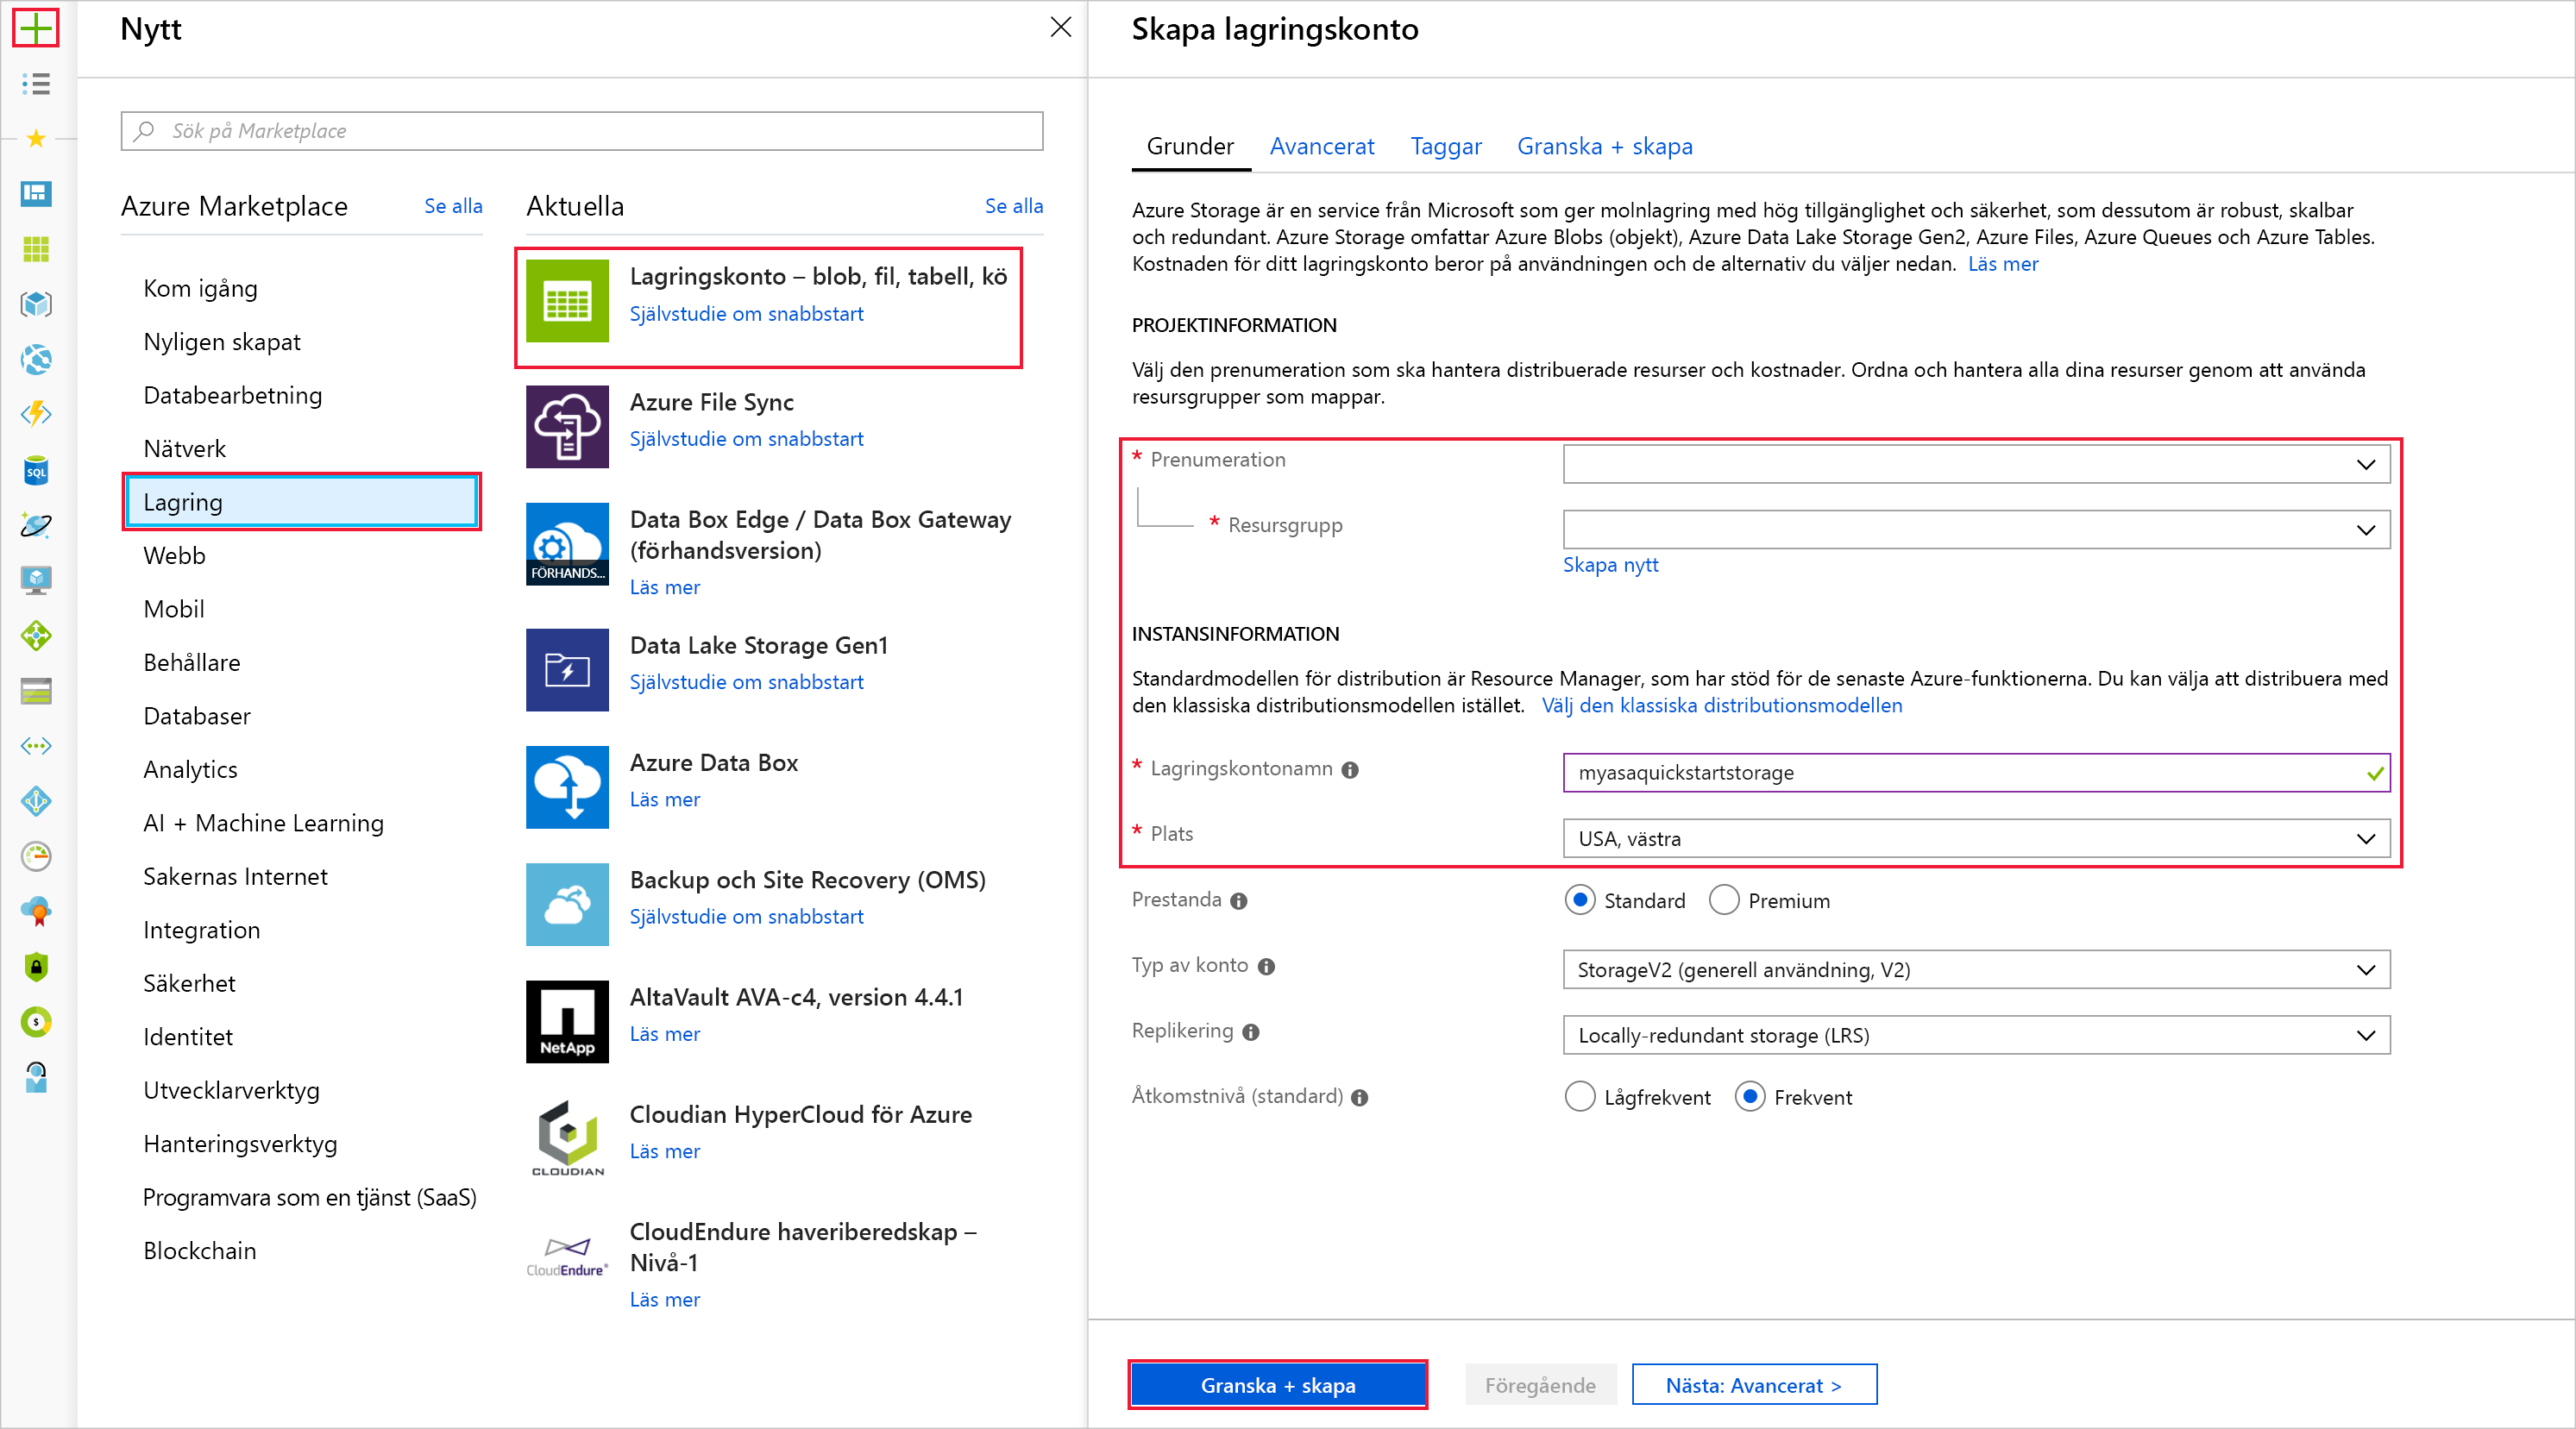 Nytt
Sök på Marketplace
Azure Marketplace
Se alla
Kom igång
Nyligen skapat
Databearbetning
Nätverk
Lagring
Webb
Mobil
Behållare
Databaser
Analytics
AI + Machine Learning
Sakernas Internet
Integration
Säkerhet
Identitet
Utvecklarverktyg
Hanteringsverktyg
Programvara som en tjänst (SaaS)
Blockchain
Aktuella
Se alla
Lagringskonto – blob, fil, tabell, kö
Självstudie om snabbstart
Azure File Sync
Självstudie om snabbstart
FÖRHANDS...
Data Box Edge / Data Box Gateway
(förhandsversion)
Läs mer
Data Lake Storage Gen1
Självstudie om snabbstart
Azure Data Box
Läs mer
Backup och Site Recovery (OMS)
Självstudie om snabbstart
NetApp
AltaVault AVA-c4, version 4.4.1
Läs mer
CLOUDIAN
Cloudian HyperCloud för Azure
Läs mer
CloudEndure
CloudEndure haveriberedskap –
Nivå-1
Läs mer
SQL
Skapa lagringskonto
Grunder
Avancerat
Taggar
Granska + skapa
Azure Storage är en service från Microsoft som ger molnlagring med hög tillgänglighet och säkerhet, som dessutom är robust, skalbar
och redundant. Azure Storage omfattar Azure Blobs (objekt), Azure Data Lake Storage Gen2, Azure Files, Azure Queues och Azure Tables.
Kostnaden för ditt lagringskonto beror på användningen och de alternativ du väljer nedan. Läs mer
PROJEKTINFORMATION
Välj den prenumeration som ska hantera distribuerade resurser och kostnader. Ordna och hantera alla dina resurser genom att använda
resursgrupper som mappar.
* Prenumeration
* Resursgrupp
Skapa nytt
INSTANSINFORMATION
Standardmodellen för distribution är Resource Manager, som har stöd för de senaste Azure-funktionerna. Du kan välja att distribuera med
den klassiska distributionsmodellen istället. Välj den klassiska distributionsmodellen
* Lagringskontonamn
myasaquickstartstorage
* Plats
USA, västra
Prestanda
Standard
Premium
Typ av konto
StorageV2 (generell användning, V2)
Replikering
Locally-redundant storage (LRS)
Åtkomstnivå (standard)
Lågfrekvent
Frekvent
Granska + skapa
Föregående
Nästa: Avancerat >